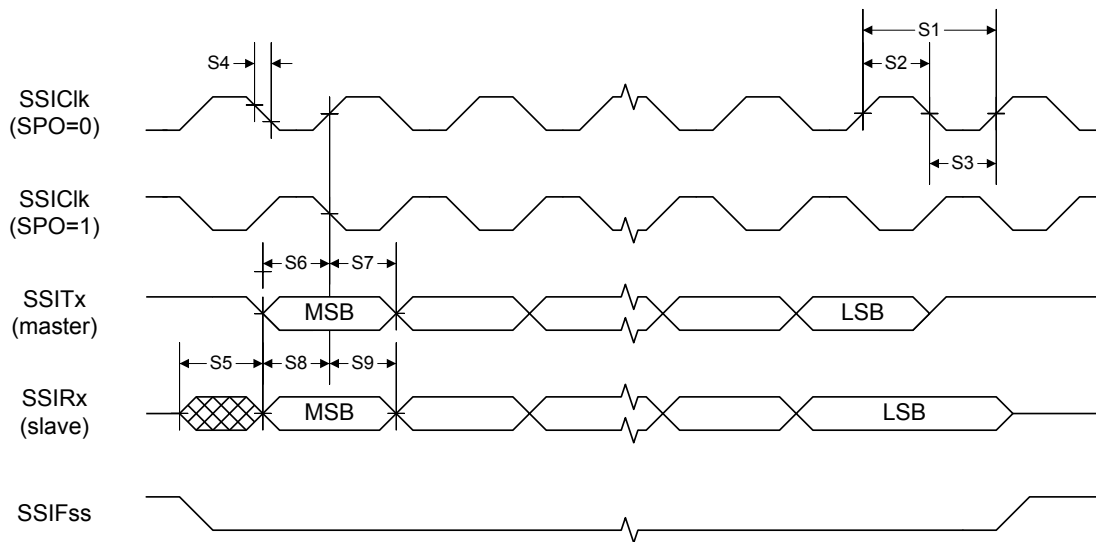 S1
S4
S2
SSIClk
(SPO=0)
S3
SSIClk
(SPO=1)
S6
S7
SSITx
(master)
MSB
LSB
S5
S8
S9
SSIRx
(slave)
MSB
LSB
SSIFss